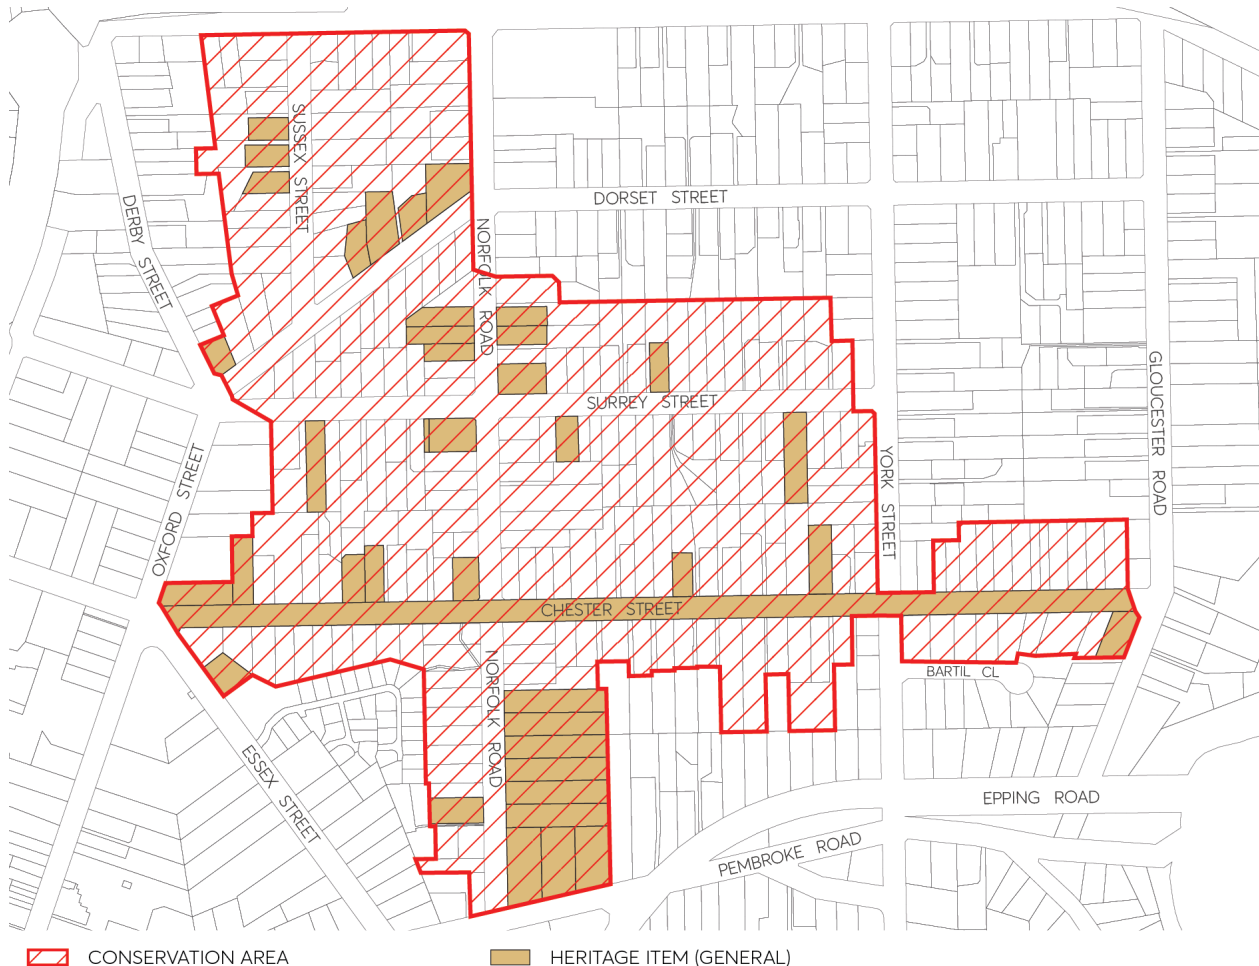 SUSSEX STREET
DERBY STREET
DORSET STREET
NORFOLK ROAD
GLOUCESTER ROAD
SURREY STREET
OXFORD STREET
YORK STREET
CHESTER STREET
NORFOLK ROAD
BARTIL CL
ESSEX STREET
EPPING ROAD
PEMBROKE ROAD
CONSERVATION AREA
HERITAGE ITEM (GENERAL)